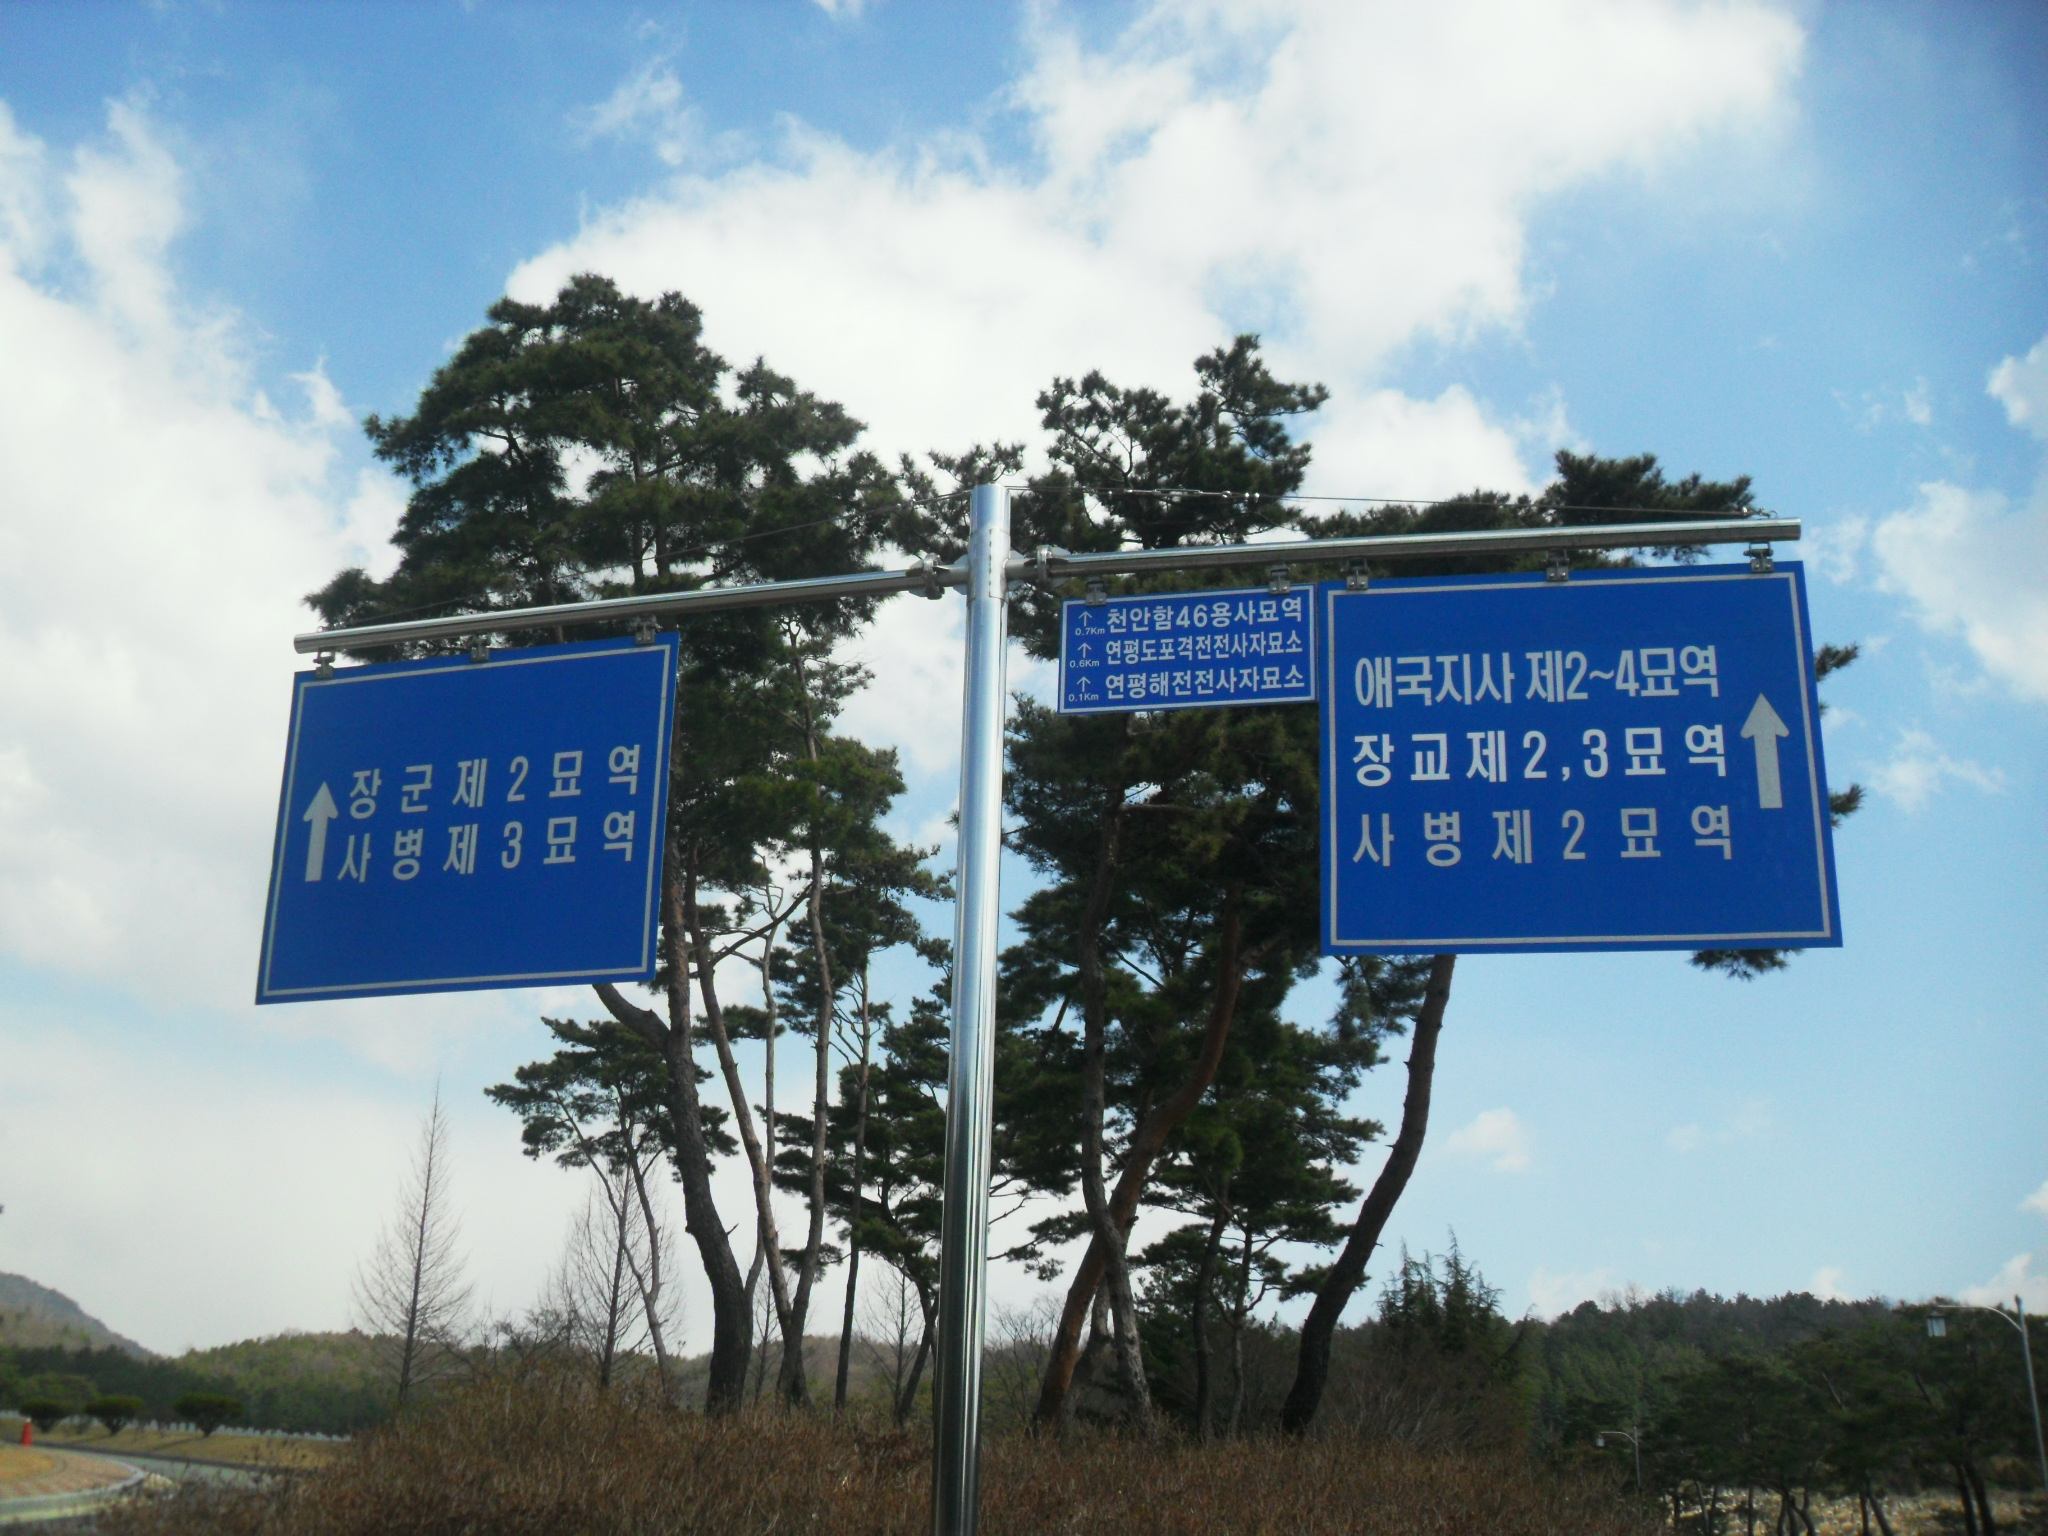 장군제2묘역
사병제3묘역
천안함46용사묘역
0.7Km
연평도포격전전사자묘소
0.6Km
연평해전전사자묘소
0.1Km
애국지사 제2~4묘역
장교제2,3묘역
사병제2묘역